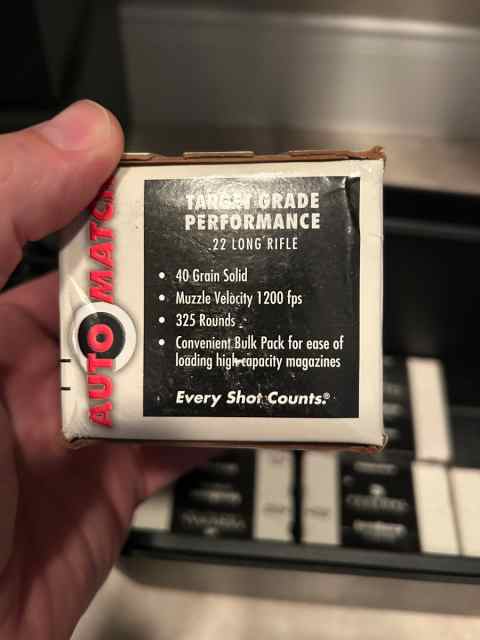 AUTO MATCH
TARGET GRADE
PERFORMANCE
.22 LONG RIFLE
• 40 Grain Solid
• Muzzle Velocity 1200 fps
• 325 Rounds
• Convenient Bulk Pack for ease of
loading high-capacity magazines
Every Shot Counts.®